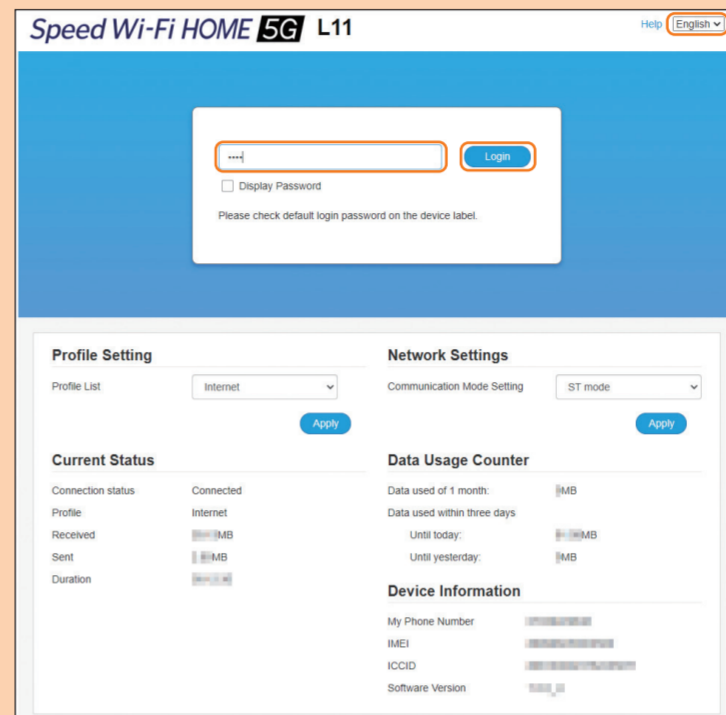 Speed Wi-Fi HOME 5G L11
Help English
••••
Login
Display Password
Please check default login password on the device label.
Profile Setting
Profile List Internet
Apply
Network Settings
Communication Mode Setting ST mode
Apply
Current Status
Connection status Connected
Profile Internet
Received MB
Sent MB
Duration
Data Usage Counter
Data used of 1 month: MB
Data used within three days
Until today: MB
Until yesterday: MB
Device Information
My Phone Number
IMEI
ICCID
Software Version